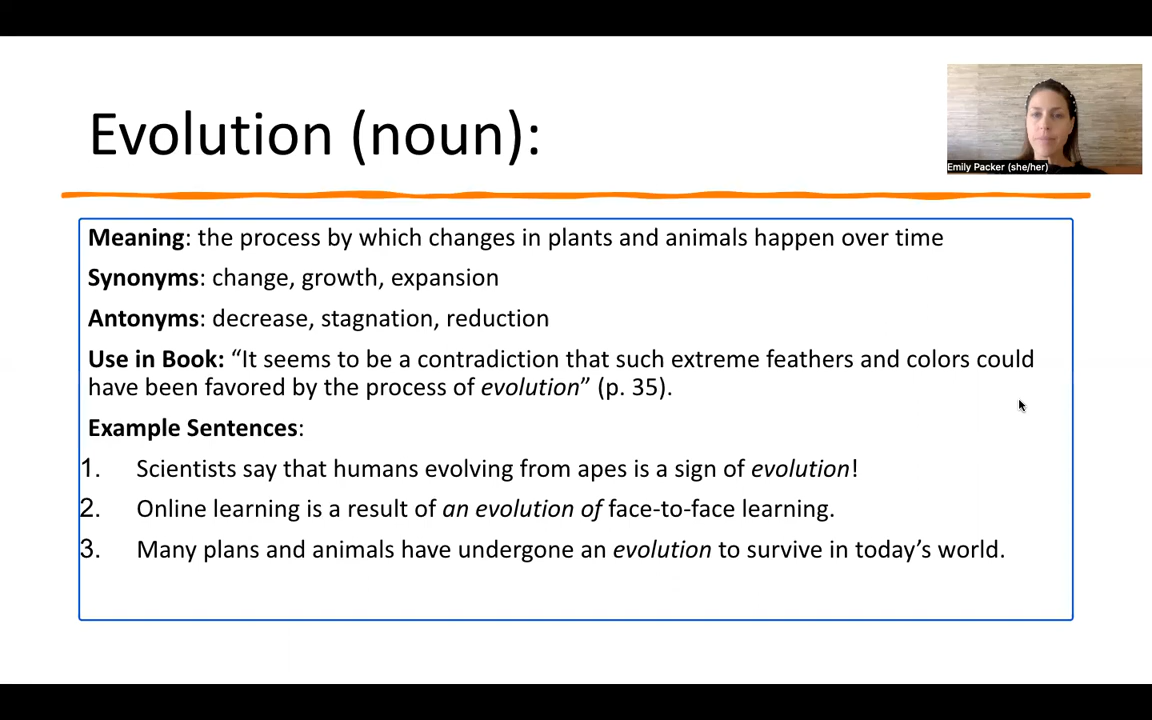 Evolution (noun):
Emily Packer (she/her)
Meaning: the process by which changes in plants and animals happen over time
Synonyms: change, growth, expansion
Antonyms: decrease, stagnation, reduction
Use in Book: “It seems to be a contradiction that such extreme feathers and colors could
have been favored by the process of evolution” (p. 35).
Example Sentences:
1. Scientists say that humans evolving from apes is a sign of evolution!
2. Online learning is a result of an evolution of face-to-face learning.
3. Many plans and animals have undergone an evolution to survive in today’s world.